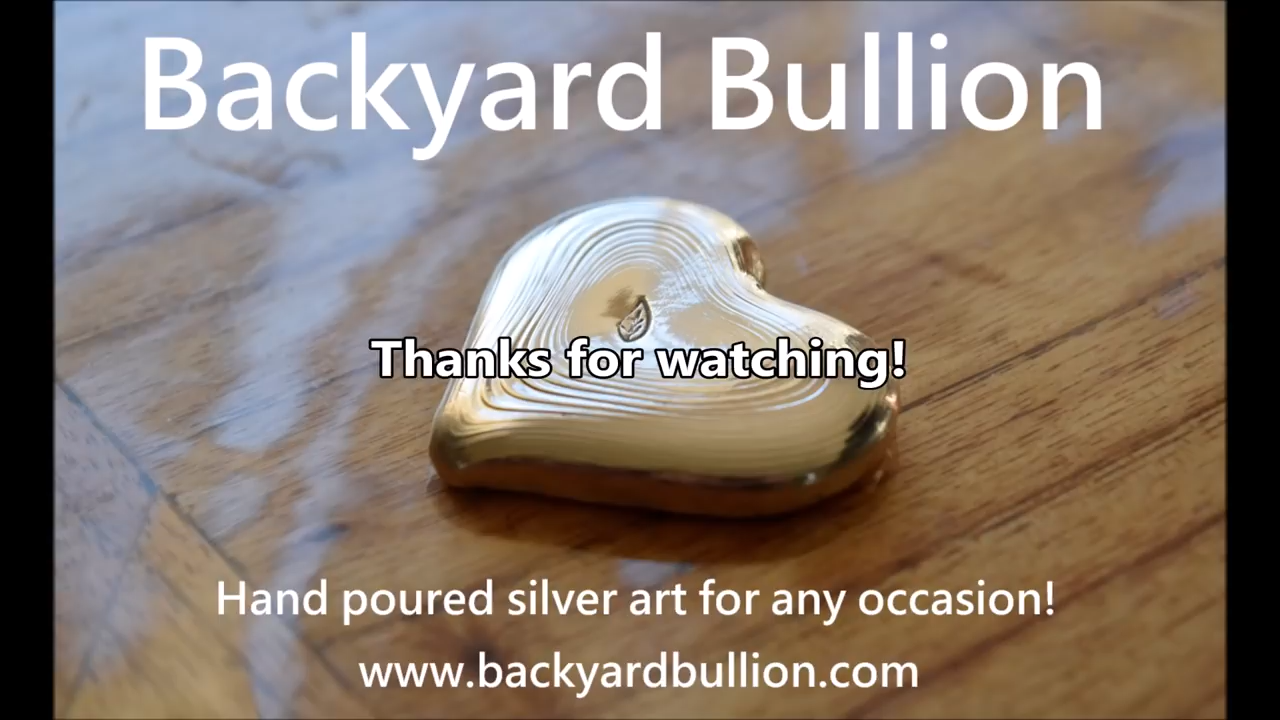 Backyard Bullion
Thanks for watching!
Hand poured silver art for any occasion!
www.backyardbullion.com